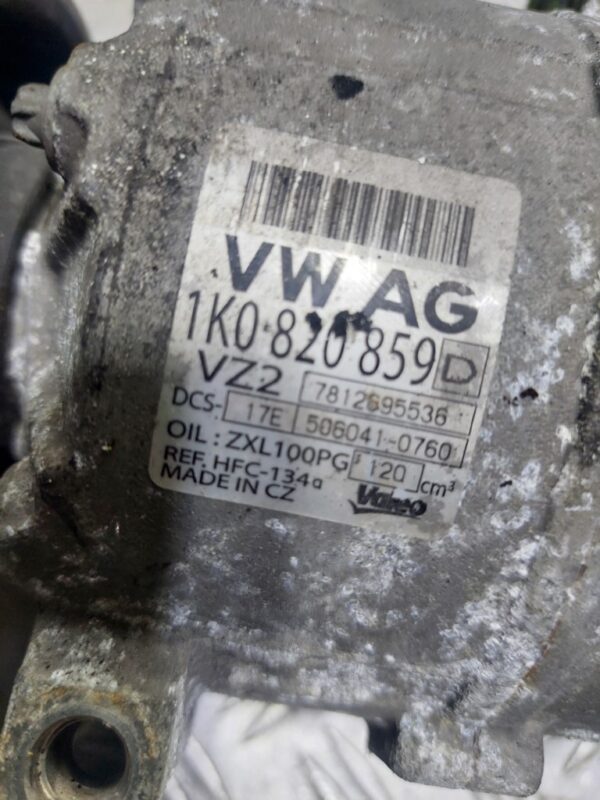 VW AG
1K0 820 859 D
VZ2 7812695536
DCS- 17E 506041-0760
OIL : ZXL100PG 120 cm³
REF. HFC-134a
MADE IN CZ Valeo